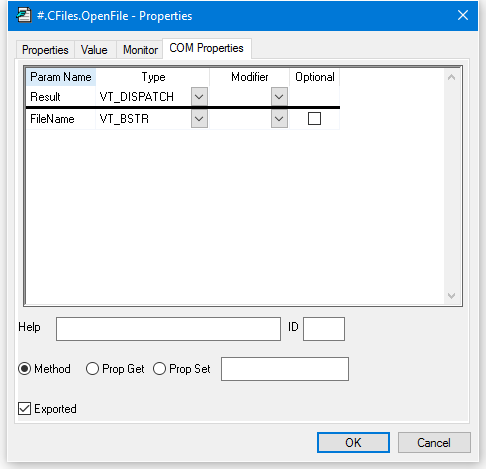 #.CFiles.OpenFile - Properties
Properties Value Monitor COM Properties
Param Name Type Modifier Optional
Result VT_DISPATCH
FileName VT_BSTR
Help ID
Method Prop Get Prop Set
Exported
OK Cancel